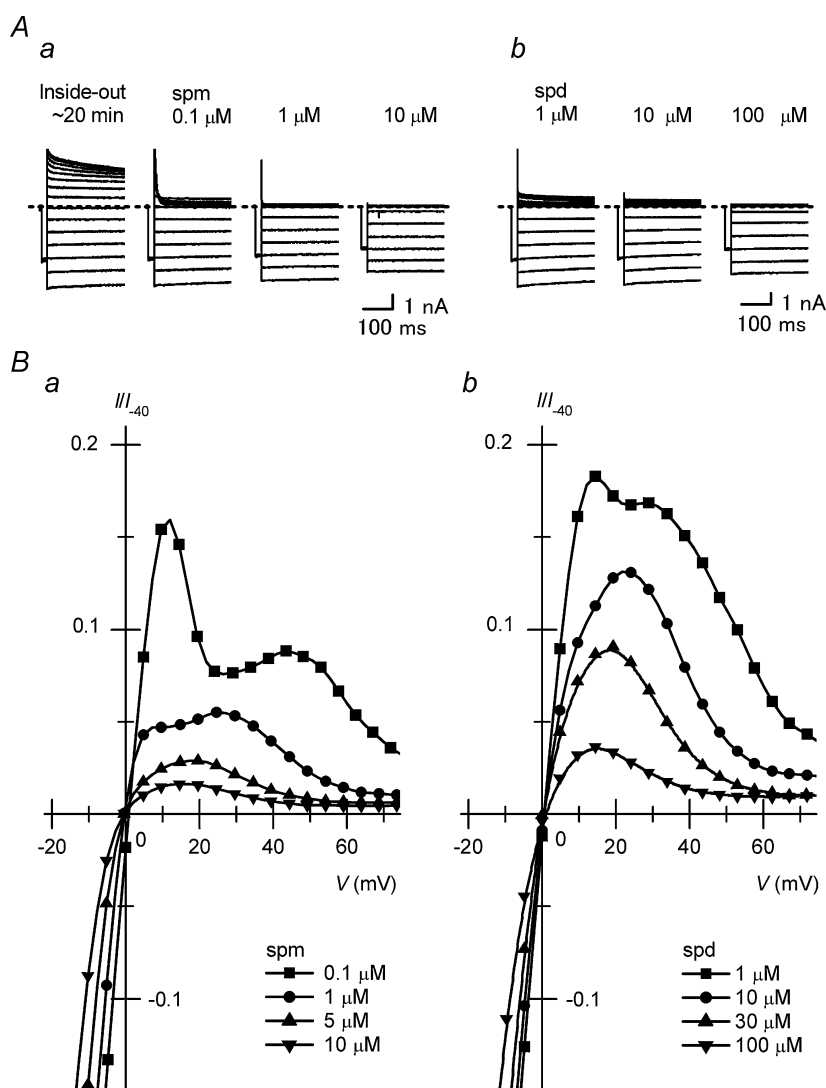 A
a
b
Inside-out
~20 min
spm
0.1 μM
1 μM
10 μM
spd
1 μM
10 μM
100 μM
1 nA
100 ms
1 nA
100 ms
B
a
b
I/I-40
I/I-40
0.2
0.2
0.1
0.1
-20
0
20
40
60
-20
0
20
40
60
V (mV)
V (mV)
-0.1
-0.1
spm
0.1 μM
1 μM
5 μM
10 μM
spd
1 μM
10 μM
30 μM
100 μM